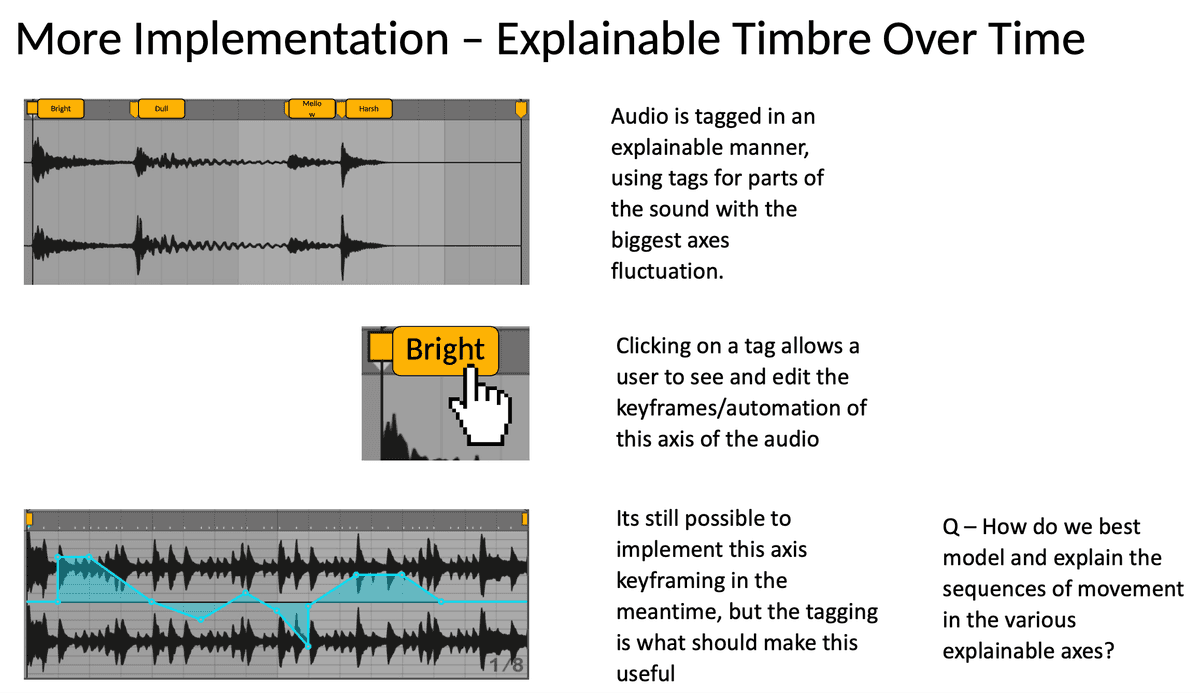 More Implementation – Explainable Timbre Over Time
Bright
Dull
Mello
w
Harsh
Audio is tagged in an
explainable manner,
using tags for parts of
the sound with the
biggest axes
fluctuation.
Bright
Clicking on a tag allows a
user to see and edit the
keyframes/automation of
this axis of the audio
Its still possible to
implement this axis
keyframing in the
meantime, but the tagging
is what should make this
useful
1/8
Q – How do we best
model and explain the
sequences of movement
in the various
explainable axes?